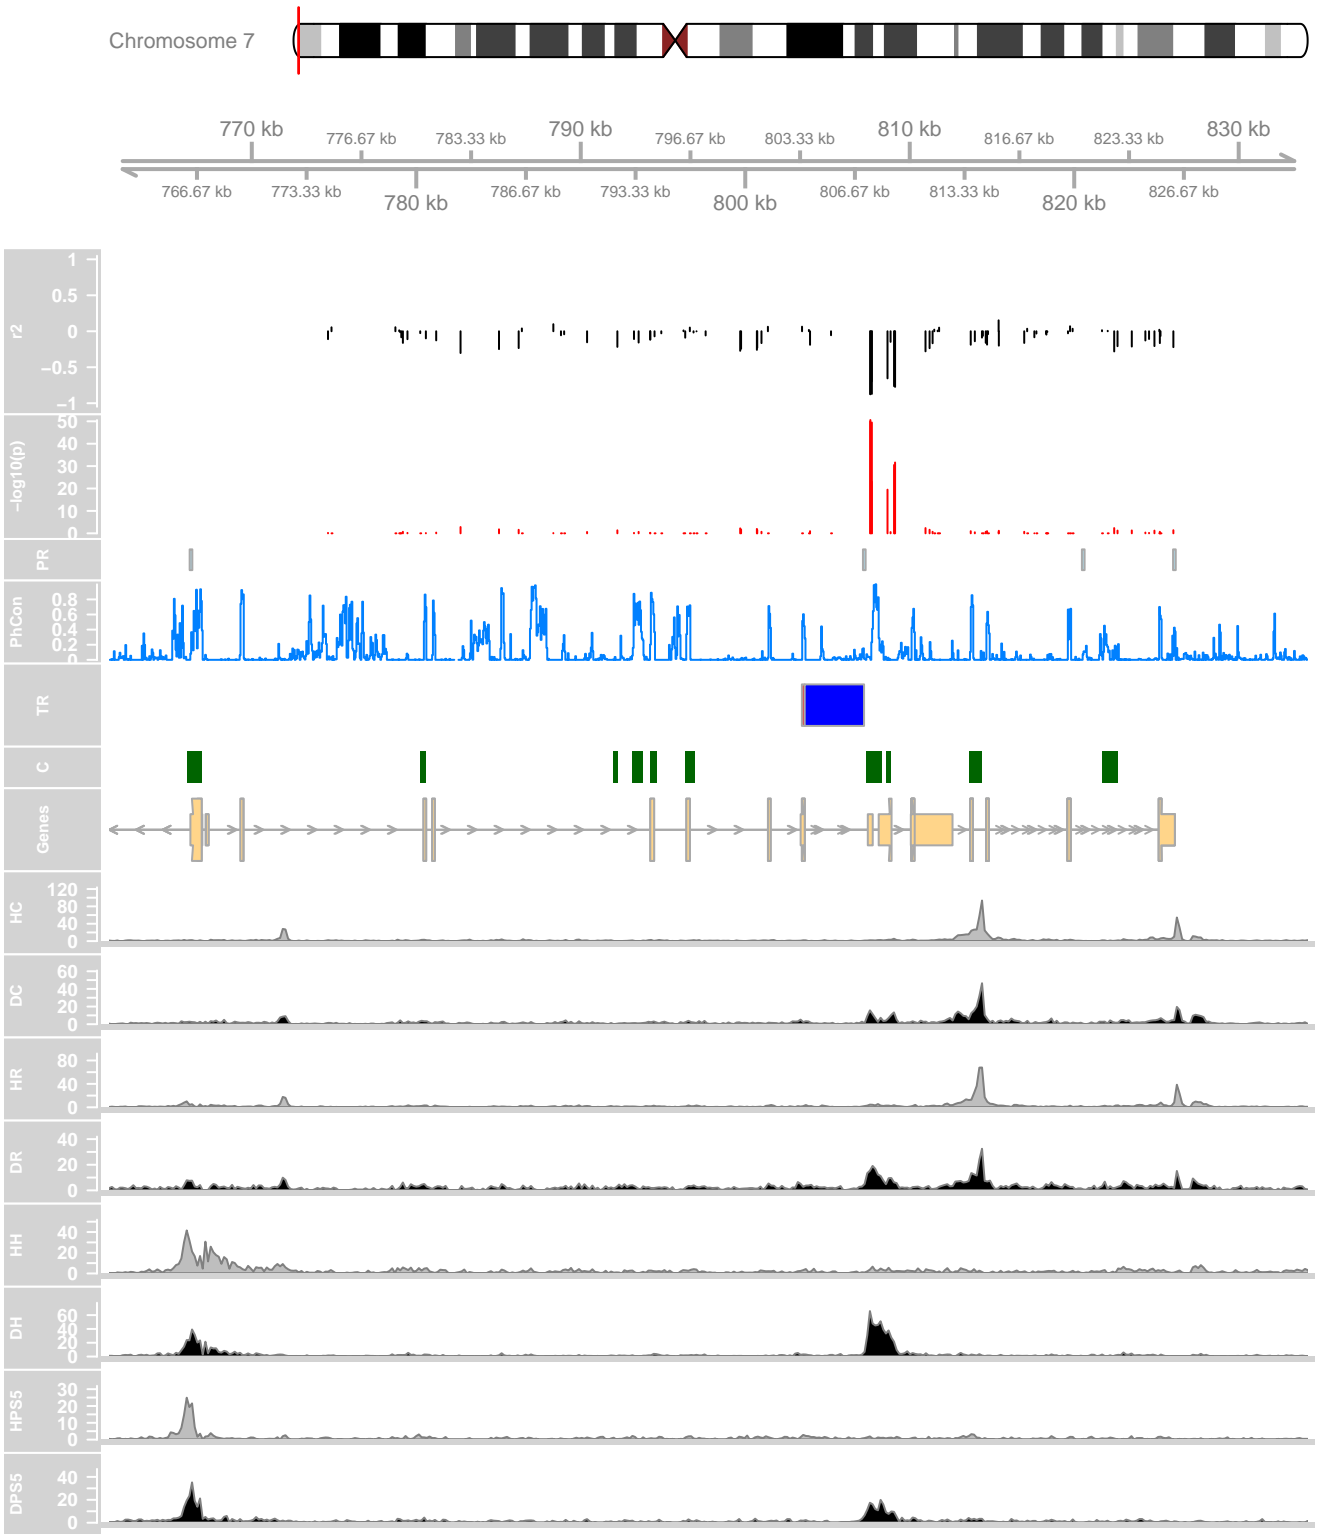 Chromosome 7
770 kb
790 kb
810 kb
830 kb
776.67 kb
783.33 kb
796.67 kb
803.33 kb
816.67 kb
823.33 kb
766.67 kb
773.33 kb
786.67 kb
793.33 kb
806.67 kb
813.33 kb
826.67 kb
780 kb
800 kb
820 kb
r2
1
0.5
0
−0.5
−1
−log10(p)
50
40
30
20
10
0
PR
PhCon
0.8
0.6
0.4
0.2
0
TR
C
Genes
HC
120
80
40
0
DC
60
40
20
0
HR
80
40
0
DR
40
20
0
HH
40
20
0
DH
60
40
20
0
HPS5
30
20
10
0
DPS5
40
20
0